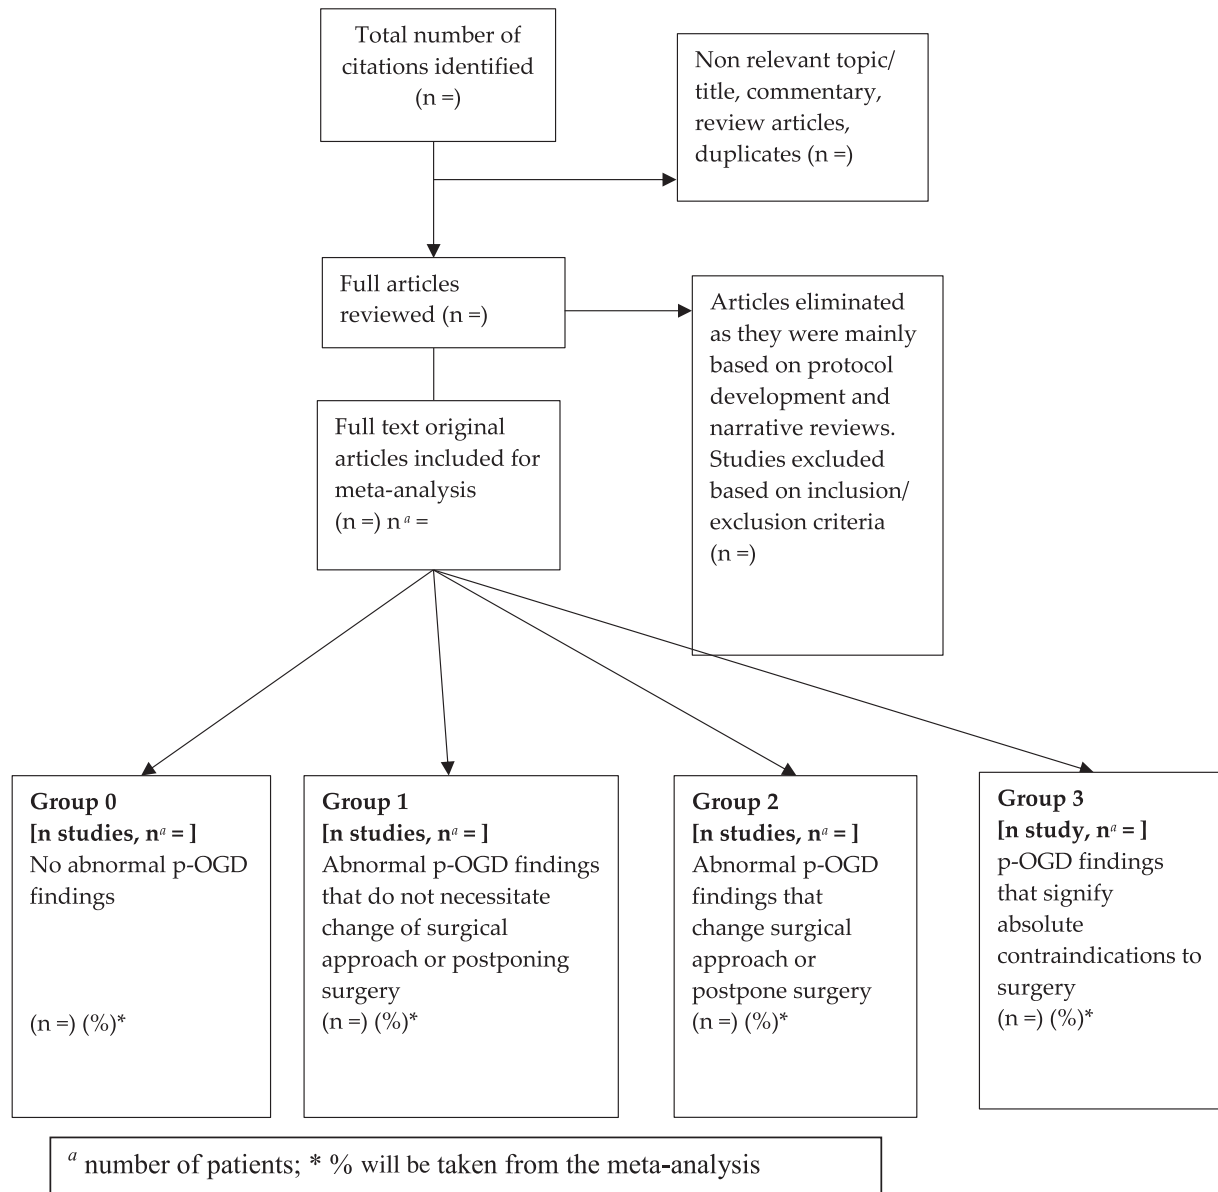 Total number of
citations identified
(n =)
Non relevant topic/
title, commentary,
review articles,
duplicates (n =)
Full articles
reviewed (n =)
Articles eliminated
as they were mainly
based on protocol
development and
narrative reviews.
Studies excluded
based on inclusion/
exclusion criteria
(n =)
Full text original
articles included for
meta-analysis
(n =) nᵃ =
Group 0
[n studies, nᵃ = ]
No abnormal p-OGD
findings
(n =) (%)*
Group 1
[n studies, nᵃ = ]
Abnormal p-OGD findings
that do not necessitate
change of surgical
approach or postponing
surgery
(n =) (%)*
Group 2
[n studies, nᵃ = ]
Abnormal p-OGD
findings that
change surgical
approach or
postpone surgery
(n =) (%)*
Group 3
[n study, nᵃ = ]
p-OGD findings
that signify
absolute
contraindications to
surgery
(n =) (%)*
ᵃ number of patients; * % will be taken from the meta-analysis